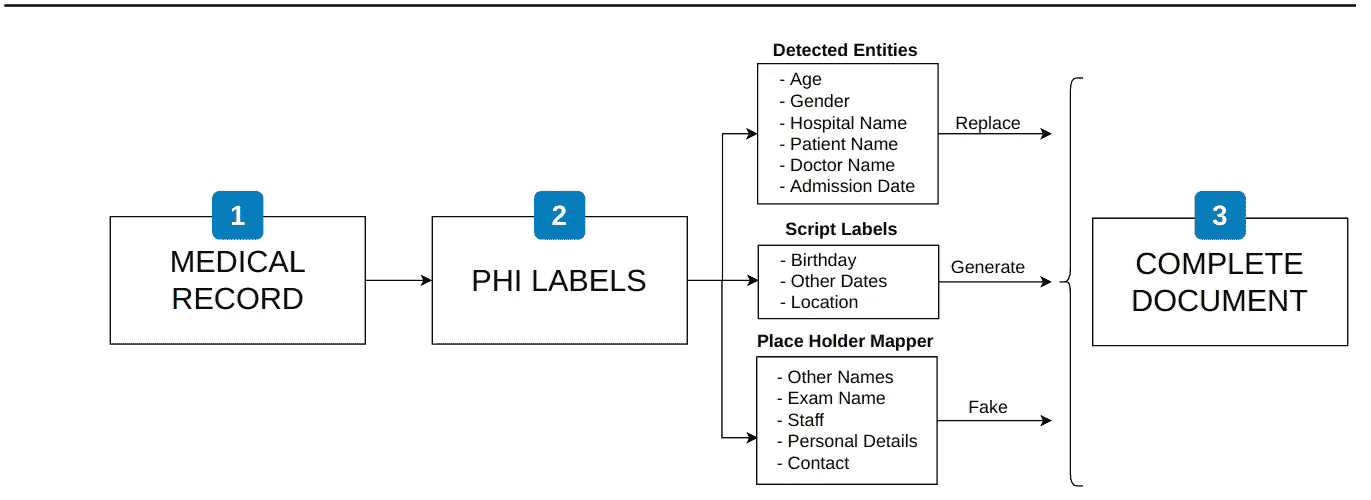 1
MEDICAL
RECORD
2
PHI LABELS
Detected Entities
- Age
- Gender
- Hospital Name
- Patient Name
- Doctor Name
- Admission Date
Replace
Script Labels
- Birthday
- Other Dates
- Location
Generate
Place Holder Mapper
- Other Names
- Exam Name
- Staff
- Personal Details
- Contact
Fake
3
COMPLETE
DOCUMENT